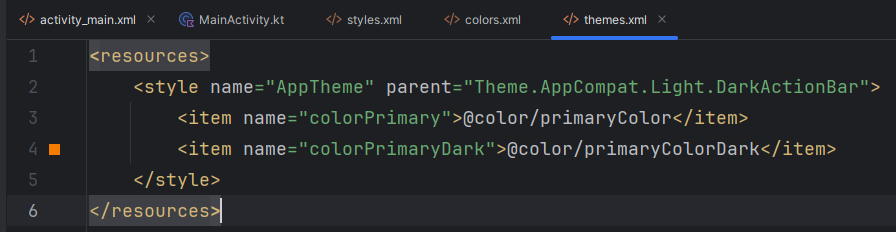 activity_main.xml MainActivity.kt styles.xml colors.xml themes.xml
1 <resources>
2 <style name="AppTheme" parent="Theme.AppCompat.Light.DarkActionBar">
3 <item name="colorPrimary">@color/primaryColor</item>
4 <item name="colorPrimaryDark">@color/primaryColorDark</item>
5 </style>
6 </resources>